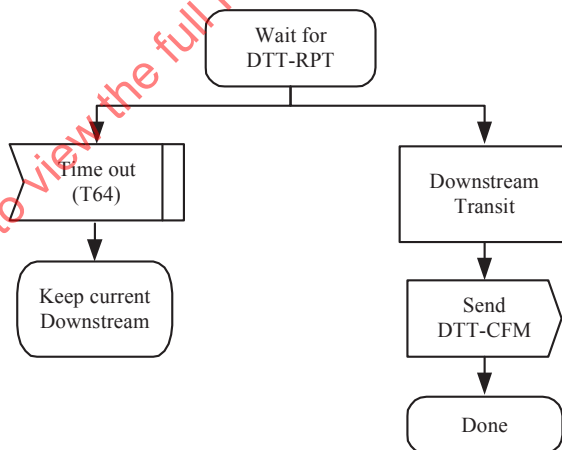 Wait for
DTT-RPT
to view the full
Time out
(T64)
Downstream
Transit
Keep current
Downstream
Send
DTT-CFM
Done